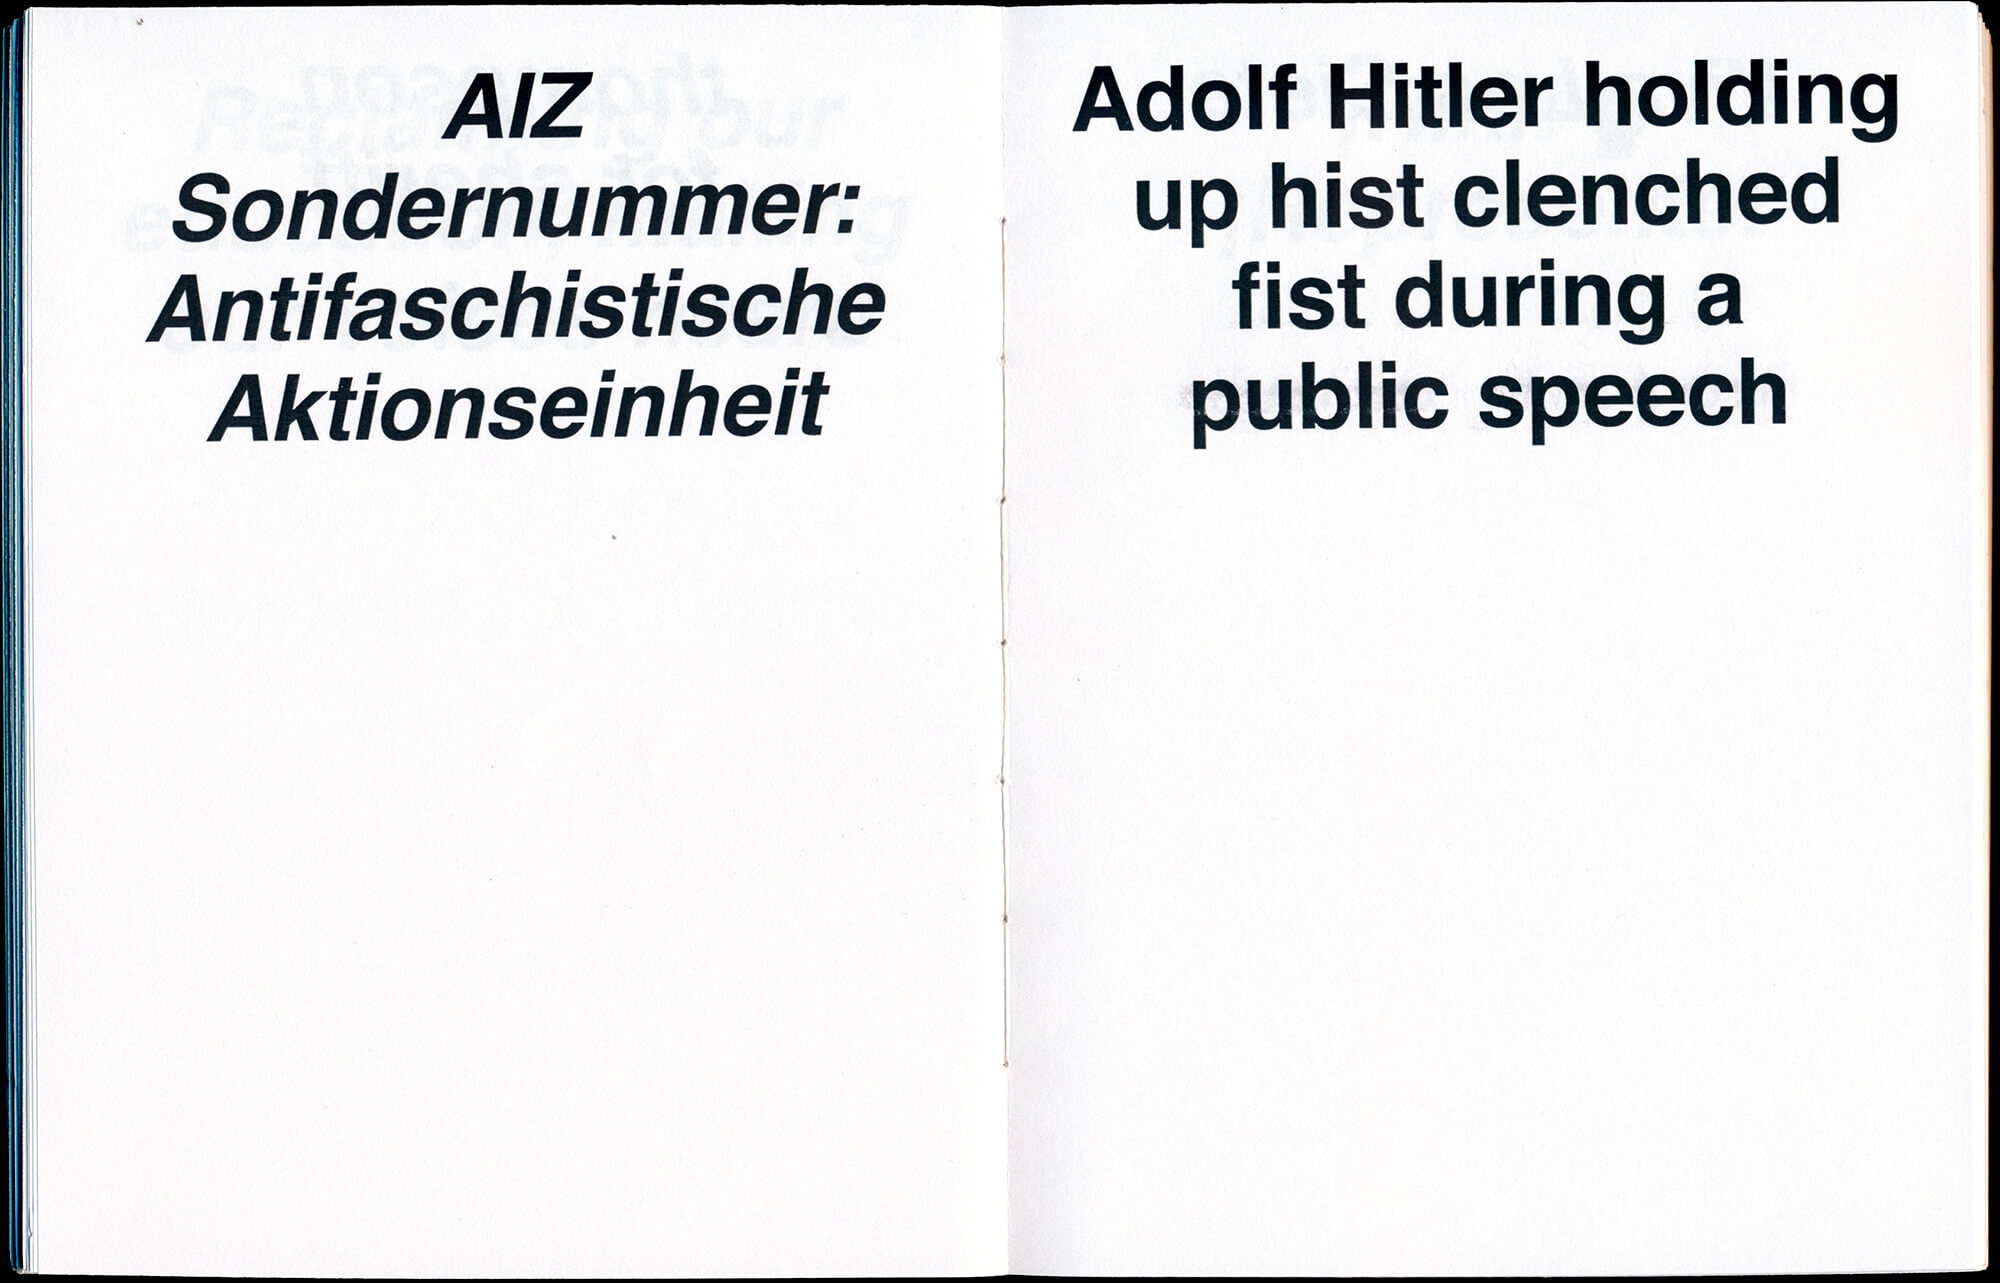 AIZ
Sondernummer:
Antifaschistische
Aktionseinheit
Adolf Hitler holding
up hist clenched
fist during a
public speech